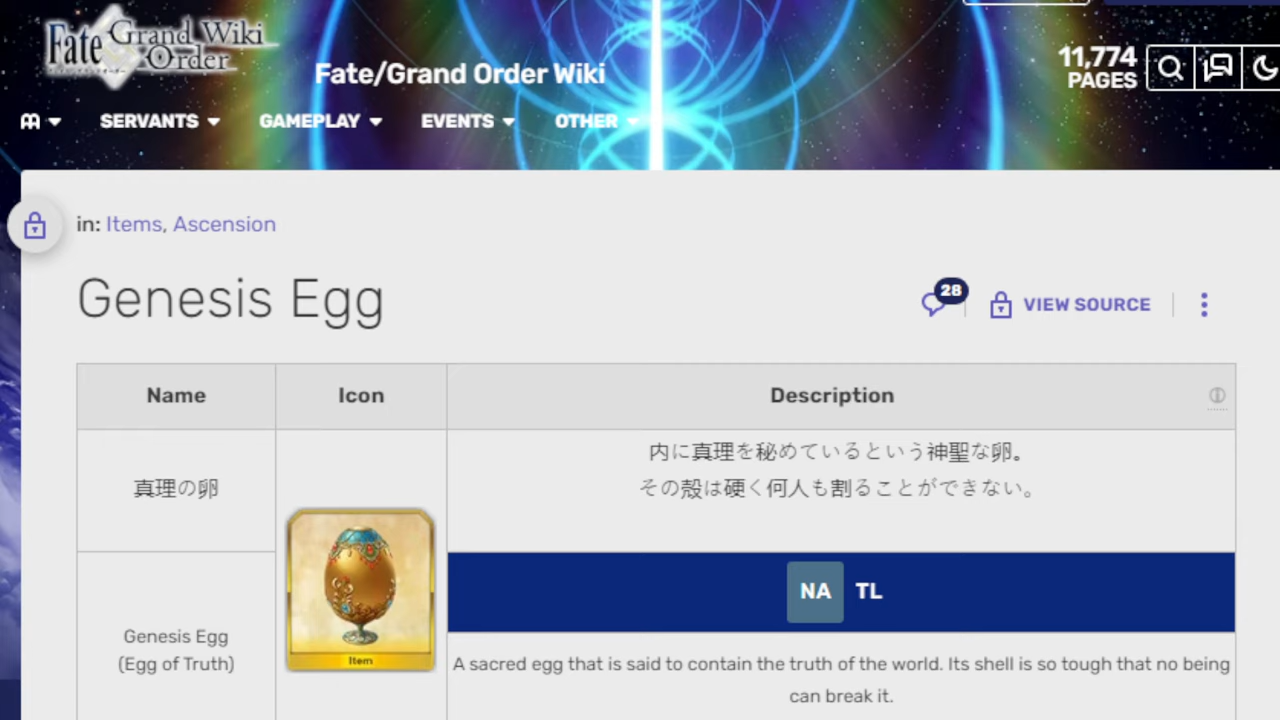 Fate Grand Wiki
Order
Fate/Grand Order Wiki
11,774
PAGES
SERVANTS GAMEPLAY EVENTS OTHER
in: Items, Ascension
Genesis Egg
28
VIEW SOURCE
Name Icon Description
真理の卵
内に真理を秘めているという神聖な卵。
その殻は硬く何人も割ることができない。
Item
NA TL
Genesis Egg
(Egg of Truth)
A sacred egg that is said to contain the truth of the world. Its shell is so tough that no being
can break it.